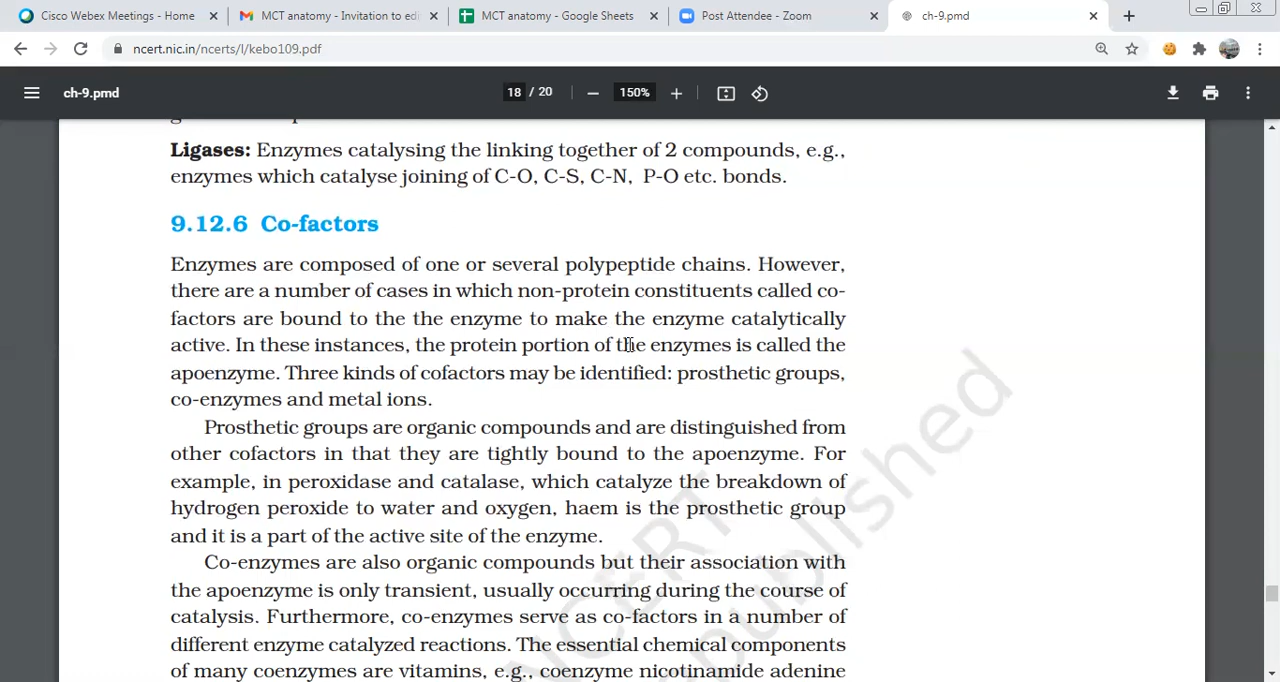 Cisco Webex Meetings - Home
MCT anatomy - Invitation to edi
MCT anatomy - Google Sheets
Post Attendee - Zoom
ch-9.pmd
ncert.nic.in/ncerts/l/kebo109.pdf
ch-9.pmd
18 / 20
150%
Ligases: Enzymes catalysing the linking together of 2 compounds, e.g.,
enzymes which catalyse joining of C-O, C-S, C-N, P-O etc. bonds.
9.12.6 Co-factors
Enzymes are composed of one or several polypeptide chains. However,
there are a number of cases in which non-protein constituents called co-
factors are bound to the the enzyme to make the enzyme catalytically
active. In these instances, the protein portion of the enzymes is called the
apoenzyme. Three kinds of cofactors may be identified: prosthetic groups,
co-enzymes and metal ions.
Prosthetic groups are organic compounds and are distinguished from
other cofactors in that they are tightly bound to the apoenzyme. For
example, in peroxidase and catalase, which catalyze the breakdown of
hydrogen peroxide to water and oxygen, haem is the prosthetic group
and it is a part of the active site of the enzyme.
Co-enzymes are also organic compounds but their association with
the apoenzyme is only transient, usually occurring during the course of
catalysis. Furthermore, co-enzymes serve as co-factors in a number of
different enzyme catalyzed reactions. The essential chemical components
of many coenzymes are vitamins, e.g., coenzyme nicotinamide adenine
NCERT
published